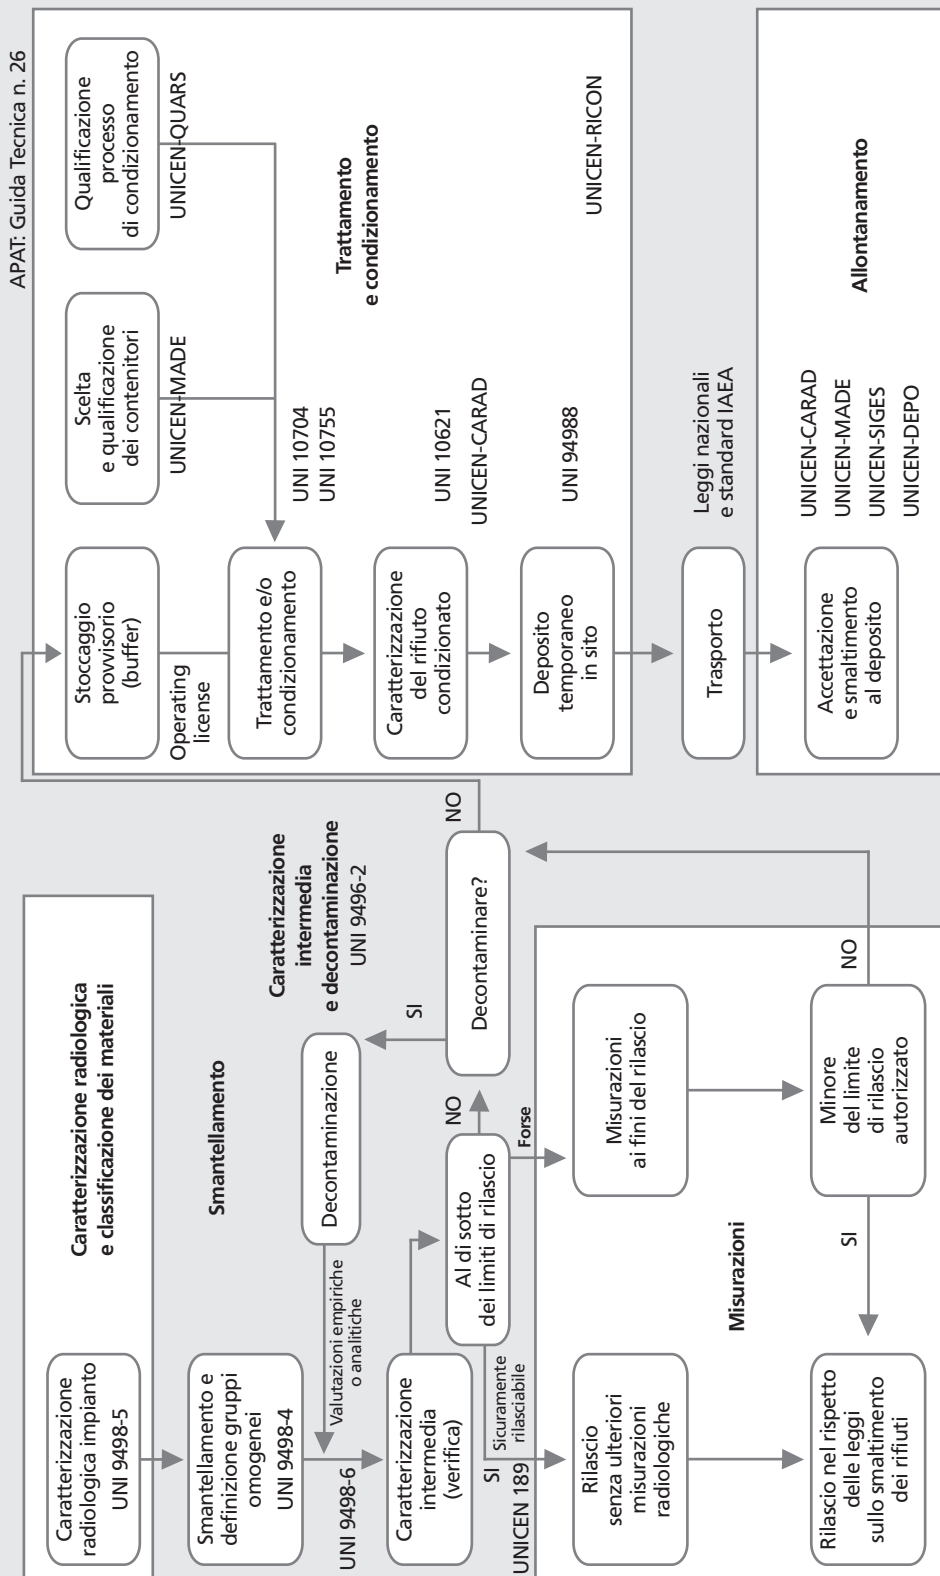 APAT: Guida Tecnica n. 26
Caratterizzazione radiologica
e classificazione dei materiali
Caratterizzazione
radiologica impianto
UNI 9498-5
Smantellamento
Smantellamento e
definizione gruppi
omogenei
UNI 9498-4
UNI 9498-6
Valutazioni empiriche
o analitiche
Decontaminazione
Caratterizzazione
intermedia
e decontaminazione
UNI 9496-2
Caratterizzazione
intermedia
(verifica)
Al di sotto
dei limiti di rilascio
NO
Decontaminare?
SI
NO
Forse
SI
Sicuramente
rilasciabile
UNICEN 189
Rilascio
senza ulteriori
misurazioni
radiologiche
Misurazioni
ai fini del rilascio
Misurazioni
Rilascio nel rispetto
delle leggi
sullo smaltimento
dei rifiuti
SI
Minore
del limite
di rilascio
autorizzato
NO
Stoccaggio
provvisorio
(buffer)
Scelta
e qualificazione
dei contenitori
UNICEN-MADE
Qualificazione
processo
di condizionamento
UNICEN-QUARS
Operating
license
Trattamento e/o
condizionamento
UNI 10704
UNI 10755
Trattamento
e condizionamento
Caratterizzazione
del rifiuto
condizionato
UNI 10621
UNICEN-CARAD
Deposito
temporaneo
in sito
UNI 94988
UNICEN-RICON
Trasporto
Leggi nazionali
e standard IAEA
Accettazione
e smaltimento
al deposito
UNICEN-CARAD
UNICEN-MADE
UNICEN-SIGES
UNICEN-DEPO
Allontanamento